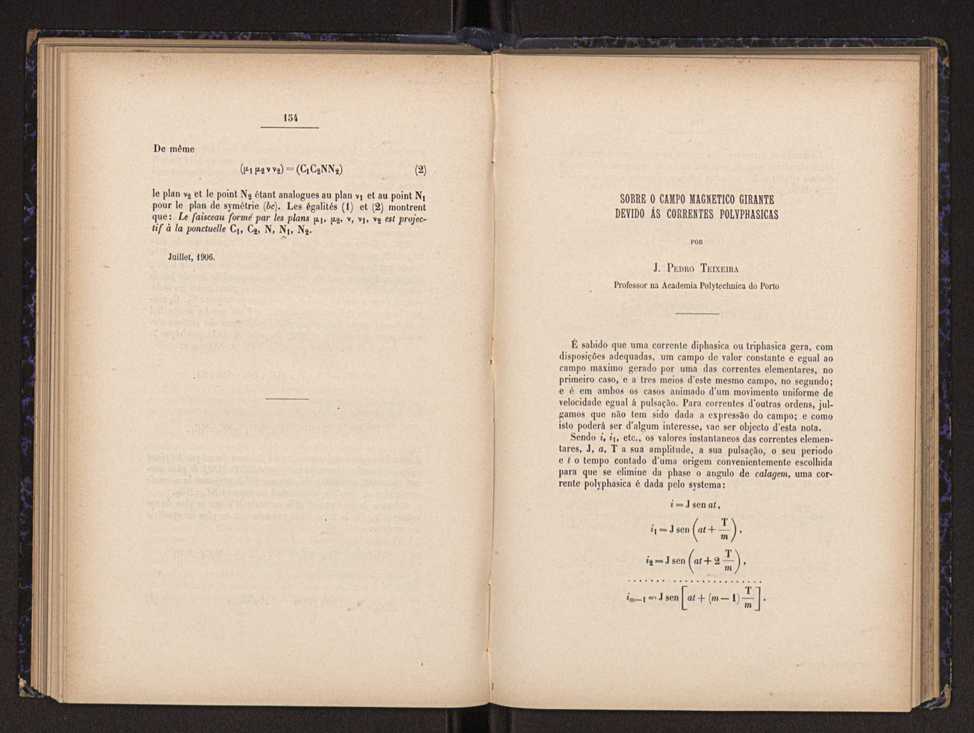 154
De même
(μ₁ μ₂ ν ν₂) = (C₁C₂NN₂) (2)
le plan ν₂ et le point N₂ étant analogues au plan ν₁ et au point N₁
pour le plan de symétrie (bc). Les égalités (1) et (2) montrent
que: Le faisceau formé par les plans μ₁, μ₂, ν, ν₁, ν₂ est projec-
tif à la ponctuelle C₁, C₂, N, N₁, N₂.
Juillet, 1906.
SOBRE O CAMPO MAGNETICO GIRANTE
DEVIDO ÁS CORRENTES POLYPHASICAS
POR
J. PEDRO TEIXEIRA
Professor na Academia Polytechnica do Porto
É sabido que uma corrente diphasica ou triphasica gera, com
disposições adequadas, um campo de valor constante e egual ao
campo maximo gerado por uma das correntes elementares, no
primeiro caso, e a tres meios d'este mesmo campo, no segundo;
e é em ambos os casos animado d'um movimento uniforme de
velocidade egual á pulsação. Para correntes d'outras ordens, jul-
gamos que não tem sido dada a expressão do campo; e como
isto poderá ser d'algum interesse, vae ser objecto d'esta nota.
Sendo i, i₁, etc., os valores instantaneos das correntes elemen-
tares, J, a, T a sua amplitude, a sua pulsação, o seu periodo
e t o tempo contado d'uma origem convenientemente escolhida
para que se elimine da phase o angulo de calagem, uma cor-
rente polyphasica é dada pelo systema:
i = J sen at,
i₁ = J sen (at + T/m),
i₂ = J sen (at + 2 T/m),
. . . . . . . . . . . . . . . . . . . .
iₘ₋₁ = J sen [at + (m — 1) T/m].